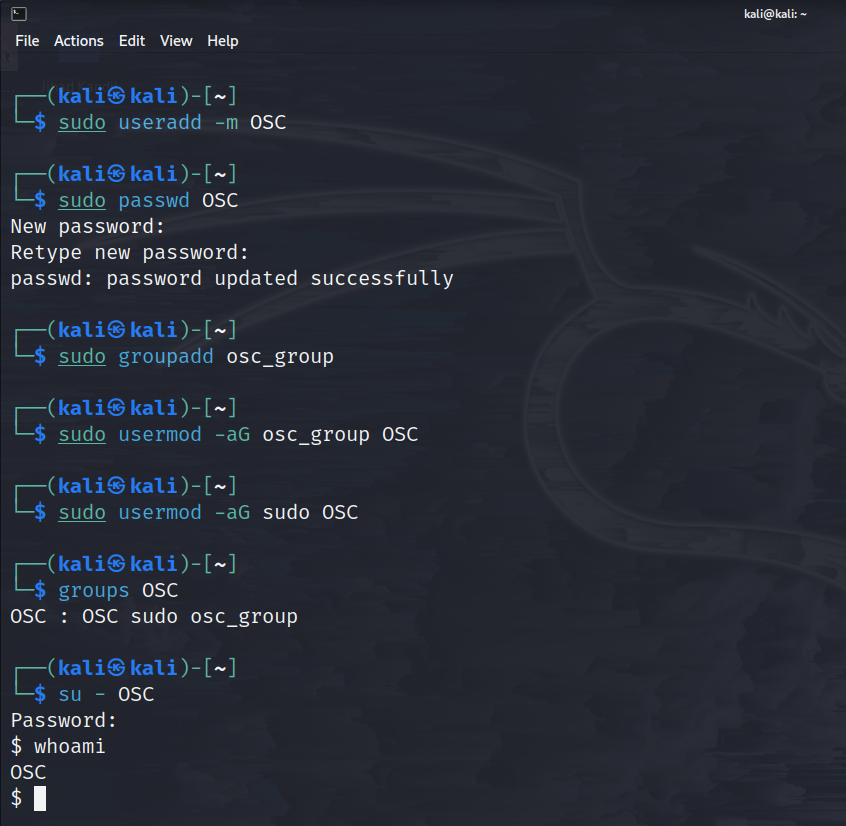 kali@kali: ~
File Actions Edit View Help
┌──(kali㉿kali)-[~]
└─$ sudo useradd -m OSC
┌──(kali㉿kali)-[~]
└─$ sudo passwd OSC
New password:
Retype new password:
passwd: password updated successfully
┌──(kali㉿kali)-[~]
└─$ sudo groupadd osc_group
┌──(kali㉿kali)-[~]
└─$ sudo usermod -aG osc_group OSC
┌──(kali㉿kali)-[~]
└─$ sudo usermod -aG sudo OSC
┌──(kali㉿kali)-[~]
└─$ groups OSC
OSC : OSC sudo osc_group
┌──(kali㉿kali)-[~]
└─$ su - OSC
Password:
$ whoami
OSC
$